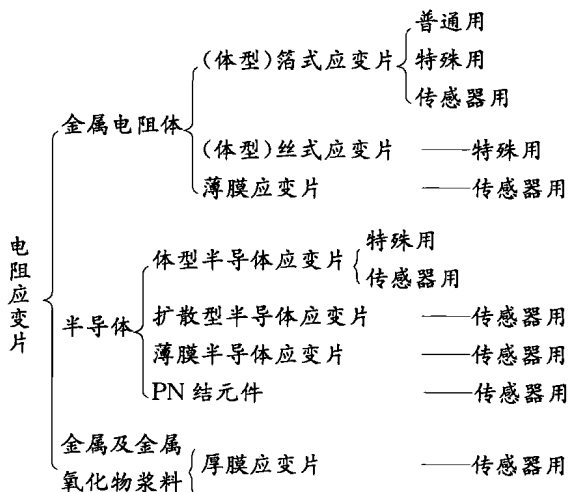 普通用
(体型)箔式应变片
特殊用
传感器用
金属电阻体
(体型)丝式应变片 ——特殊用
薄膜应变片 ——传感器用
电阻应变片
特殊用
体型半导体应变片
传感器用
半导体
扩散型半导体应变片 ——传感器用
薄膜半导体应变片 ——传感器用
PN 结元件 ——传感器用
金属及金属
氧化物浆料
厚膜应变片 ——传感器用